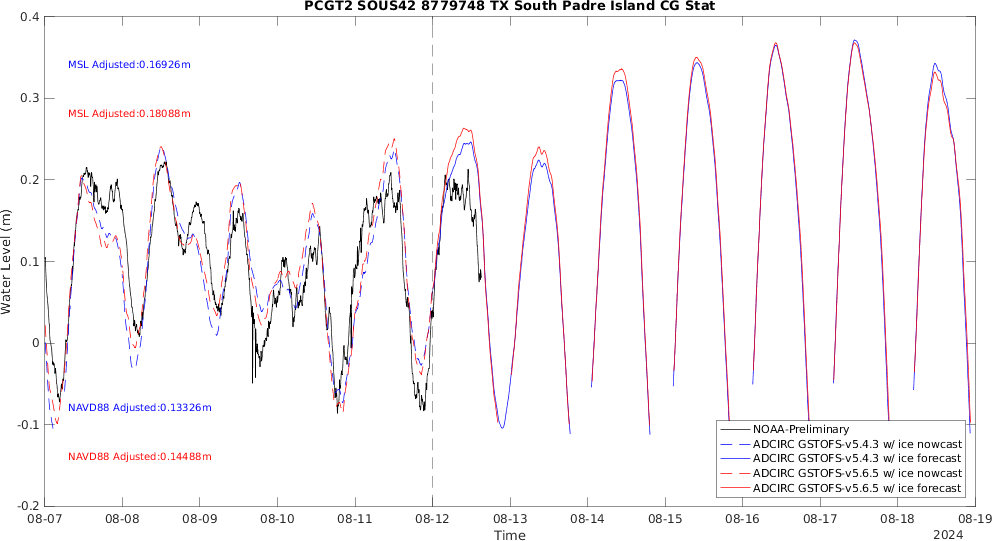 PCGT2 SOUS42 8779748 TX South Padre Island CG Stat
0.4
0.3
0.2
0.1
0
-0.1
-0.2
Water Level (m)
MSL Adjusted:0.16926m
MSL Adjusted:0.18088m
NAVD88 Adjusted:0.13326m
NAVD88 Adjusted:0.14488m
NOAA-Preliminary
ADCIRC GSTOFS-v5.4.3 w/ ice nowcast
ADCIRC GSTOFS-v5.4.3 w/ ice forecast
ADCIRC GSTOFS-v5.6.5 w/ ice nowcast
ADCIRC GSTOFS-v5.6.5 w/ ice forecast
08-07 08-08 08-09 08-10 08-11 08-12 08-13 08-14 08-15 08-16 08-17 08-18 08-19
Time
2024